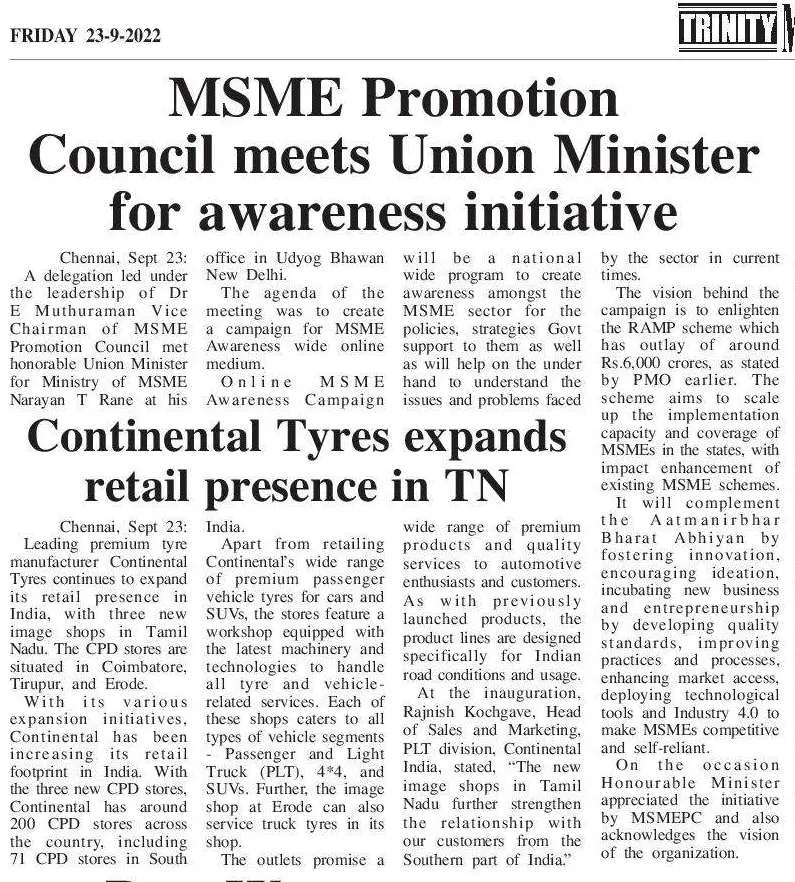 FRIDAY 23-9-2022
TRINITY
MSME Promotion
Council meets Union Minister
for awareness initiative
Chennai, Sept 23:
A delegation led under
the leadership of Dr
E Muthuraman Vice
Chairman of MSME
Promotion Council met
honorable Union Minister
for Ministry of MSME
Narayan T Rane at his
office in Udyog Bhawan
New Delhi.
The agenda of the
meeting was to create
a campaign for MSME
Awareness wide online
medium.
Online MSME
Awareness Campaign
will be a national
wide program to create
awareness amongst the
MSME sector for the
policies, strategies Govt
support to them as well
as will help on the under
hand to understand the
issues and problems faced
by the sector in current
times.
The vision behind the
campaign is to enlighten
the RAMP scheme which
has outlay of around
Rs.6,000 crores, as stated
by PMO earlier. The
scheme aims to scale
up the implementation
capacity and coverage of
MSMEs in the states, with
impact enhancement of
existing MSME schemes.
It will complement
the Aatmanirbhar
Bharat Abhiyan by
fostering innovation,
encouraging ideation,
incubating new business
and entrepreneurship
by developing quality
standards, improving
practices and processes,
enhancing market access,
deploying technological
tools and Industry 4.0 to
make MSMEs competitive
and self-reliant.
On the occasion
Honourable Minister
appreciated the initiative
by MSMEPC and also
acknowledges the vision
of the organization.
Continental Tyres expands
retail presence in TN
Chennai, Sept 23:
Leading premium tyre
manufacturer Continental
Tyres continues to expand
its retail presence in
India, with three new
image shops in Tamil
Nadu. The CPD stores are
situated in Coimbatore,
Tirupur, and Erode.
With its various
expansion initiatives,
Continental has been
increasing its retail
footprint in India. With
the three new CPD stores,
Continental has around
200 CPD stores across
the country, including
71 CPD stores in South
India.
Apart from retailing
Continental's wide range
of premium passenger
vehicle tyres for cars and
SUVs, the stores feature a
workshop equipped with
the latest machinery and
technologies to handle
all tyre and vehicle-
related services. Each of
these shops caters to all
types of vehicle segments
- Passenger and Light
Truck (PLT), 4*4, and
SUVs. Further, the image
shop at Erode can also
service truck tyres in its
shop.
The outlets promise a
wide range of premium
products and quality
services to automotive
enthusiasts and customers.
As with previously
launched products, the
product lines are designed
specifically for Indian
road conditions and usage.
At the inauguration,
Rajnish Kochgave, Head
of Sales and Marketing,
PLT division, Continental
India, stated, “The new
image shops in Tamil
Nadu further strengthen
the relationship with
our customers from the
Southern part of India.”